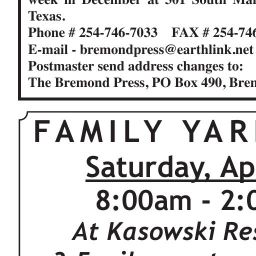 week in December at 301 South Mai
Texas.
Phone # 254-746-7033 FAX # 254-746
E-mail - bremondpress@earthlink.net
Postmaster send address changes to:
The Bremond Press, PO Box 490, Brem
FAMILY YAR
Saturday, Ap
8:00am - 2:0
At Kasowski Res